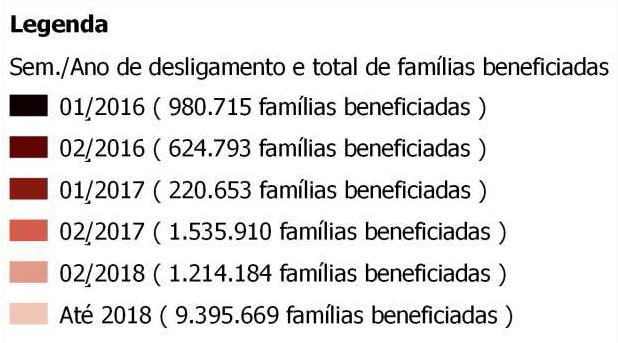 Legenda
Sem./Ano de desligamento e total de famílias beneficiadas
01/2016 ( 980.715 famílias beneficiadas )
02/2016 ( 624.793 famílias beneficiadas )
01/2017 ( 220.653 famílias beneficiadas )
02/2017 ( 1.535.910 famílias beneficiadas )
02/2018 ( 1.214.184 famílias beneficiadas )
Até 2018 ( 9.395.669 famílias beneficiadas )